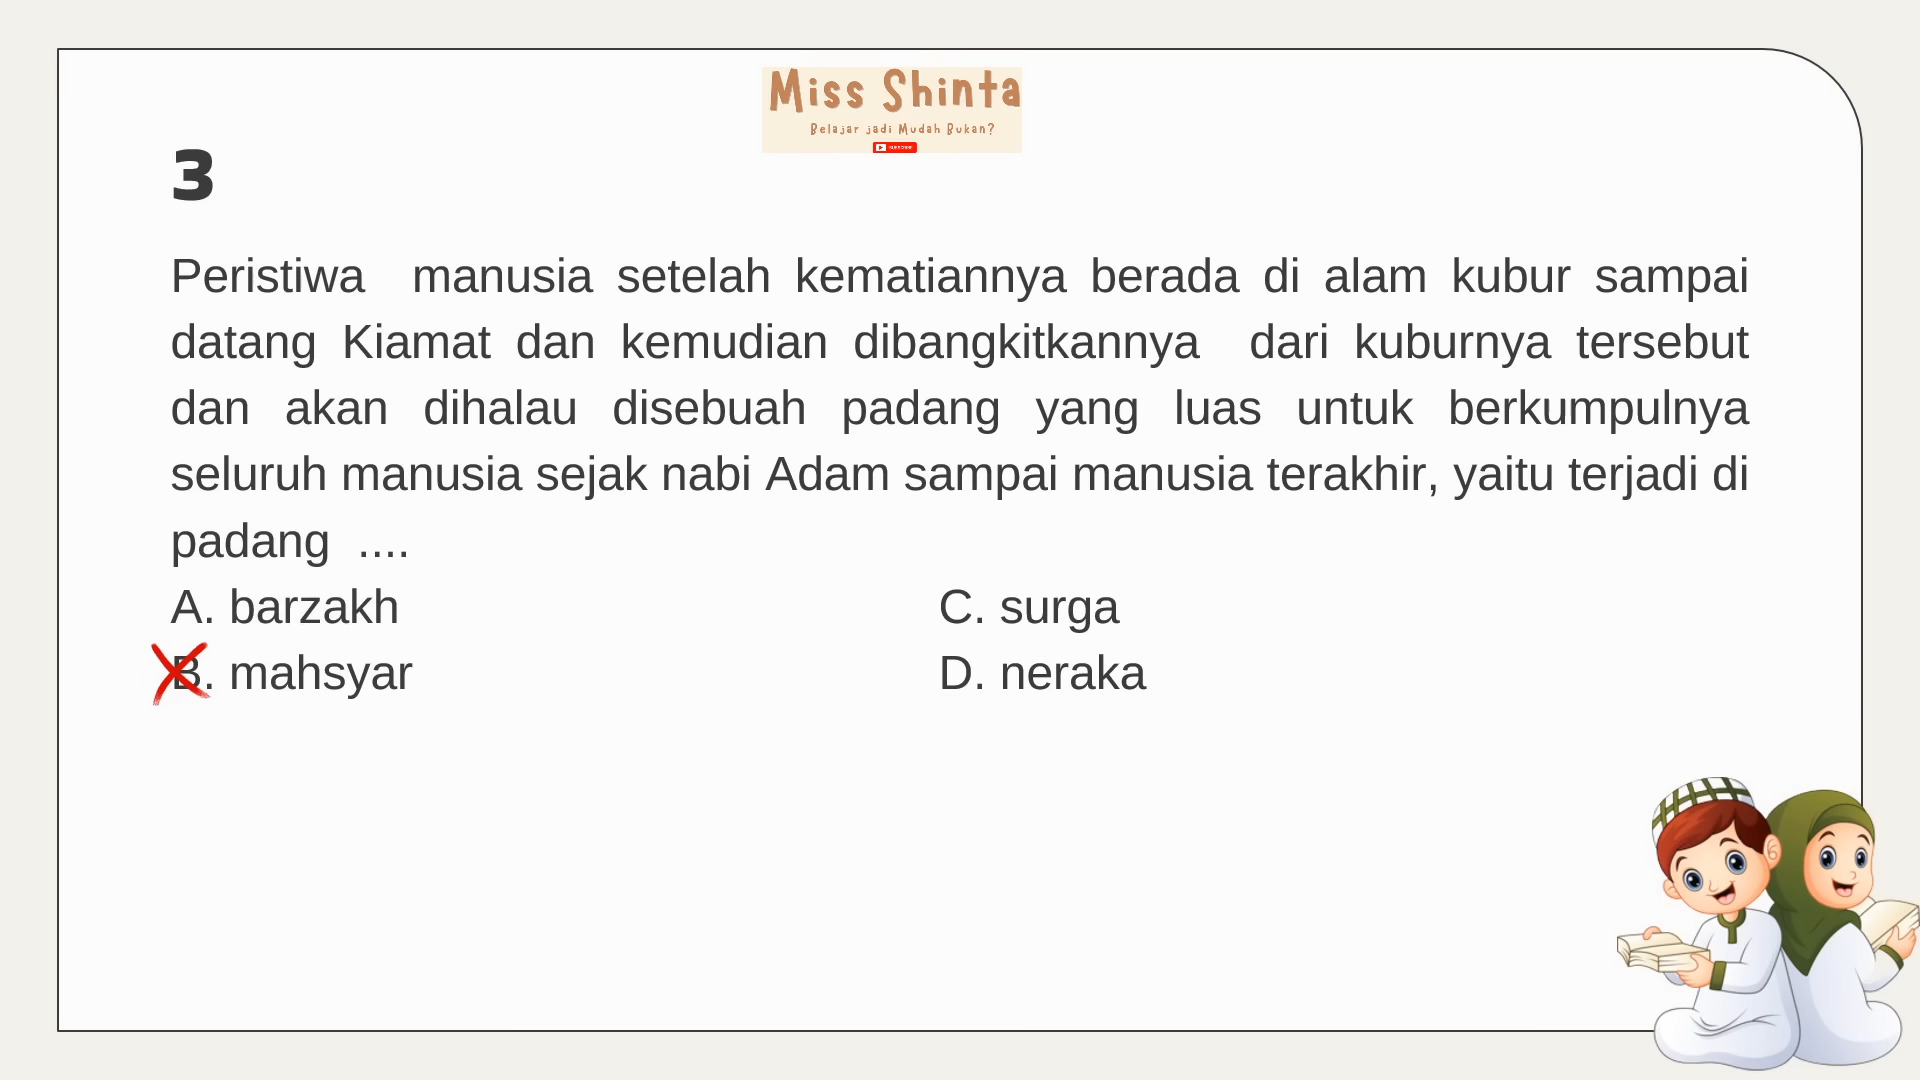 Miss Shinta
Belajar jadi Mudah Bukan?
SUBSCRIBE
3
Peristiwa manusia setelah kematiannya berada di alam kubur sampai
datang Kiamat dan kemudian dibangkitkannya dari kuburnya tersebut
dan akan dihalau disebuah padang yang luas untuk berkumpulnya
seluruh manusia sejak nabi Adam sampai manusia terakhir, yaitu terjadi di
padang ....
A. barzakh
B. mahsyar
C. surga
D. neraka